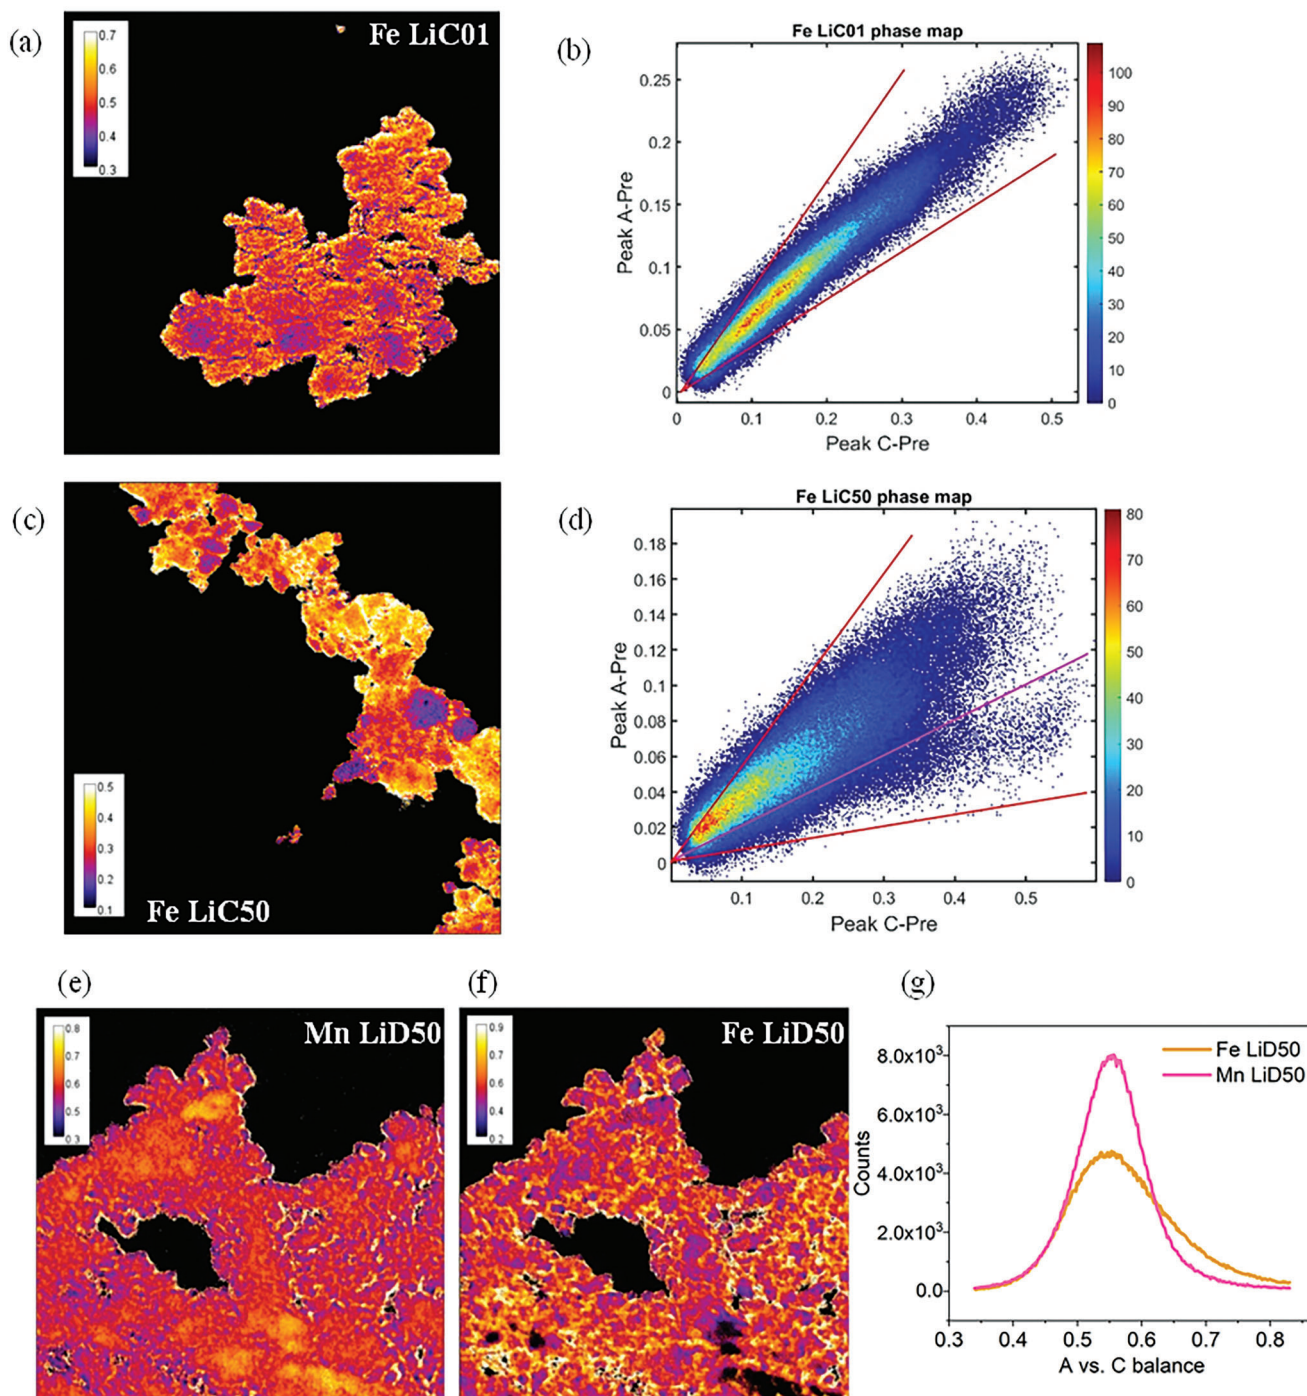 (a)
Fe LiC01
0.7
0.6
0.5
0.4
0.3
(b)
Fe LiC01 phase map
Peak A-Pre
0.25
0.2
0.15
0.1
0.05
0
0 0.1 0.2 0.3 0.4 0.5
Peak C-Pre
100
90
80
70
60
50
40
30
20
10
0
(c)
Fe LiC50
0.5
0.4
0.3
0.2
0.1
(d)
Fe LiC50 phase map
Peak A-Pre
0.18
0.16
0.14
0.12
0.1
0.08
0.06
0.04
0.02
0
0.1 0.2 0.3 0.4 0.5
Peak C-Pre
80
70
60
50
40
30
20
10
0
(e)
Mn LiD50
0.8
0.7
0.6
0.5
0.4
0.3
(f)
Fe LiD50
0.9
0.8
0.6
0.4
0.2
(g)
Fe LiD50
Mn LiD50
Counts
8.0x10³
6.0x10³
4.0x10³
2.0x10³
0.0
0.3 0.4 0.5 0.6 0.7 0.8
A vs. C balance